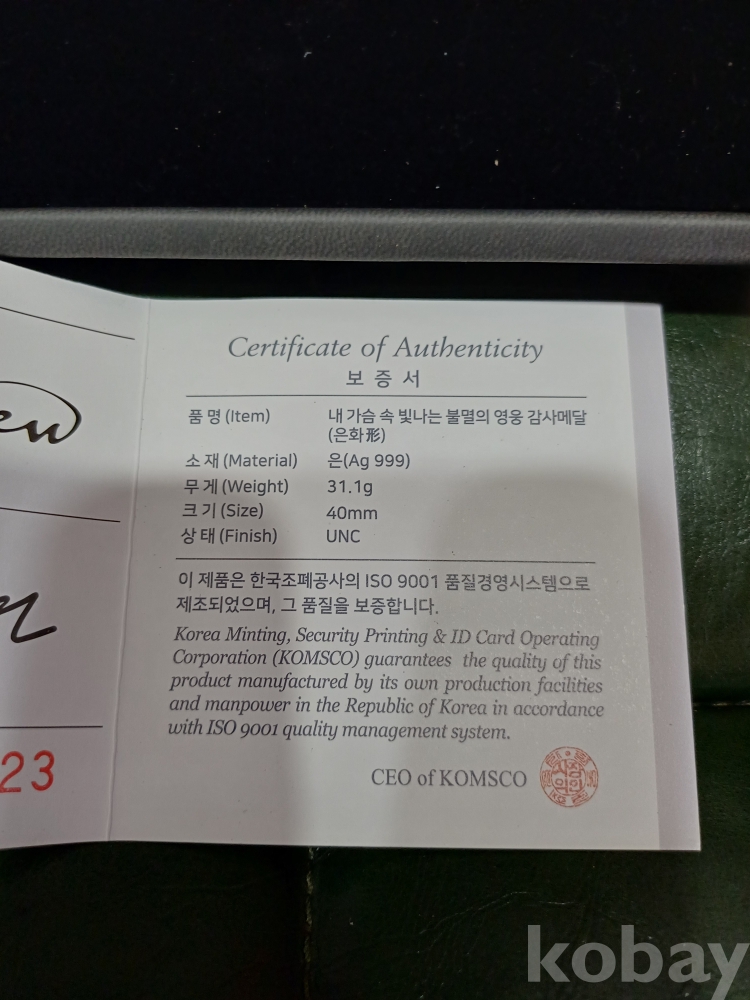 Certificate of Authenticity
보 증 서
품 명 (Item) 내 가슴 속 빛나는 불멸의 영웅 감사메달
(은화形)
소 재 (Material) 은(Ag 999)
무 게 (Weight) 31.1g
크 기 (Size) 40mm
상 태 (Finish) UNC
이 제품은 한국조폐공사의 ISO 9001 품질경영시스템으로
제조되었으며, 그 품질을 보증합니다.
Korea Minting, Security Printing & ID Card Operating
Corporation (KOMSCO) guarantees the quality of this
product manufactured by its own production facilities
and manpower in the Republic of Korea in accordance
with ISO 9001 quality management system.
CEO of KOMSCO
23
kobay